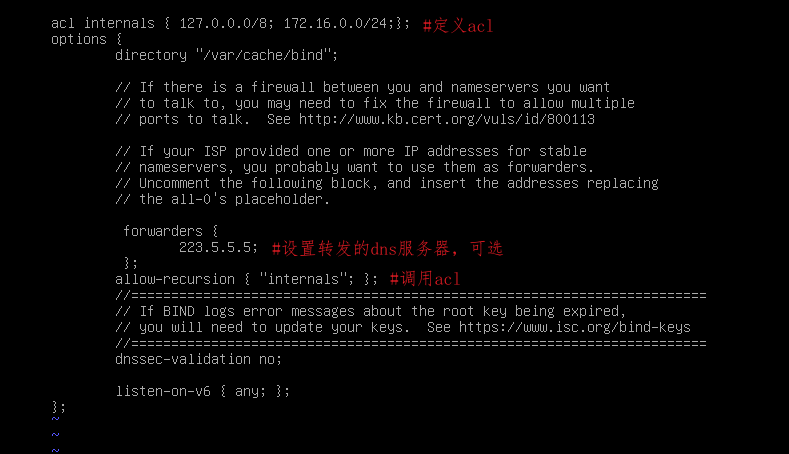 acl internals { 127.0.0.0/8; 172.16.0.0/24;}; #定义acl
options {
directory "/var/cache/bind";
// If there is a firewall between you and nameservers you want
// to talk to, you may need to fix the firewall to allow multiple
// ports to talk.  See http://www.kb.cert.org/vuls/id/800113
// If your ISP provided one or more IP addresses for stable
// nameservers, you probably want to use them as forwarders.
// Uncomment the following block, and insert the addresses replacing
// the all-0's placeholder.
forwarders {
223.5.5.5; #设置转发的dns服务器，可选
};
allow-recursion { "internals"; }; #调用acl
//========================================================================
// If BIND logs error messages about the root key being expired,
// you will need to update your keys.  See https://www.isc.org/bind-keys
//========================================================================
dnssec-validation no;
listen-on-v6 { any; };
};
~
~
~